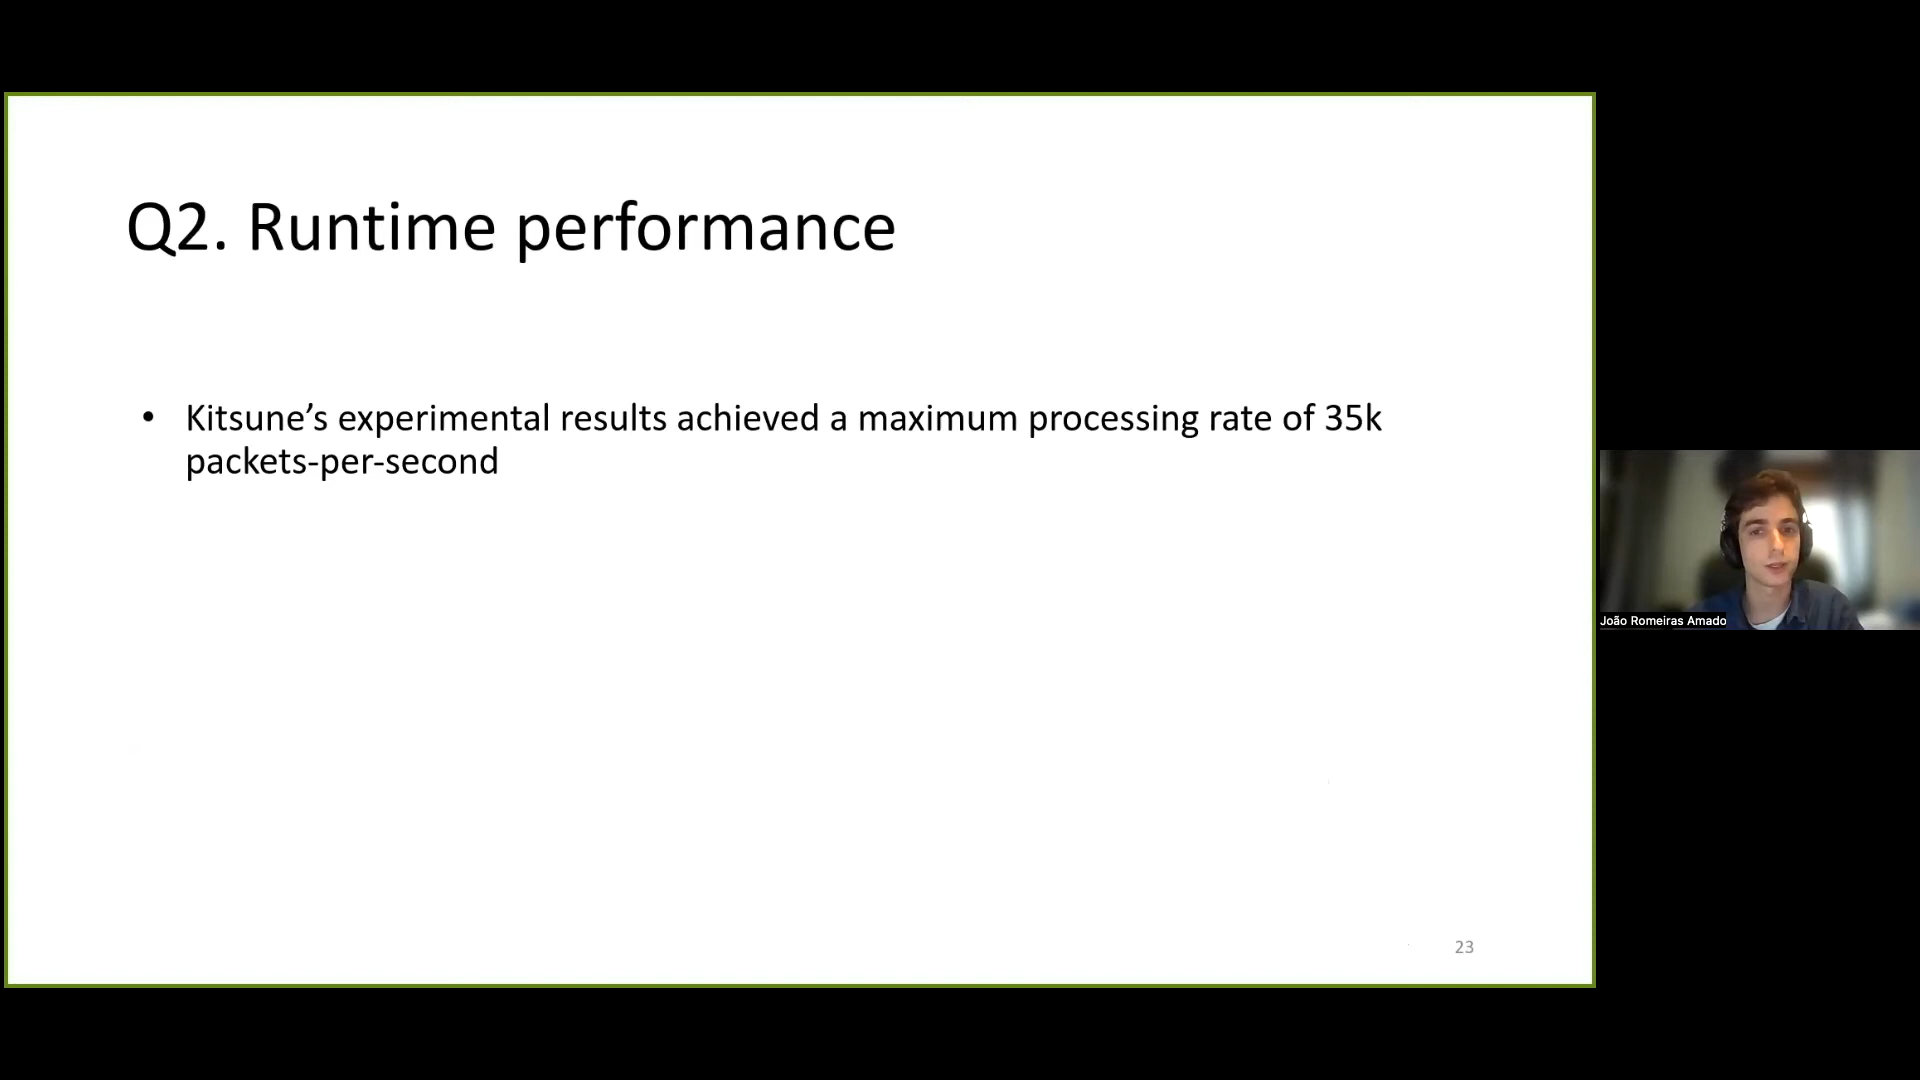 Q2. Runtime performance
• Kitsune’s experimental results achieved a maximum processing rate of 35k
packets-per-second
23
João Romeiras Amado